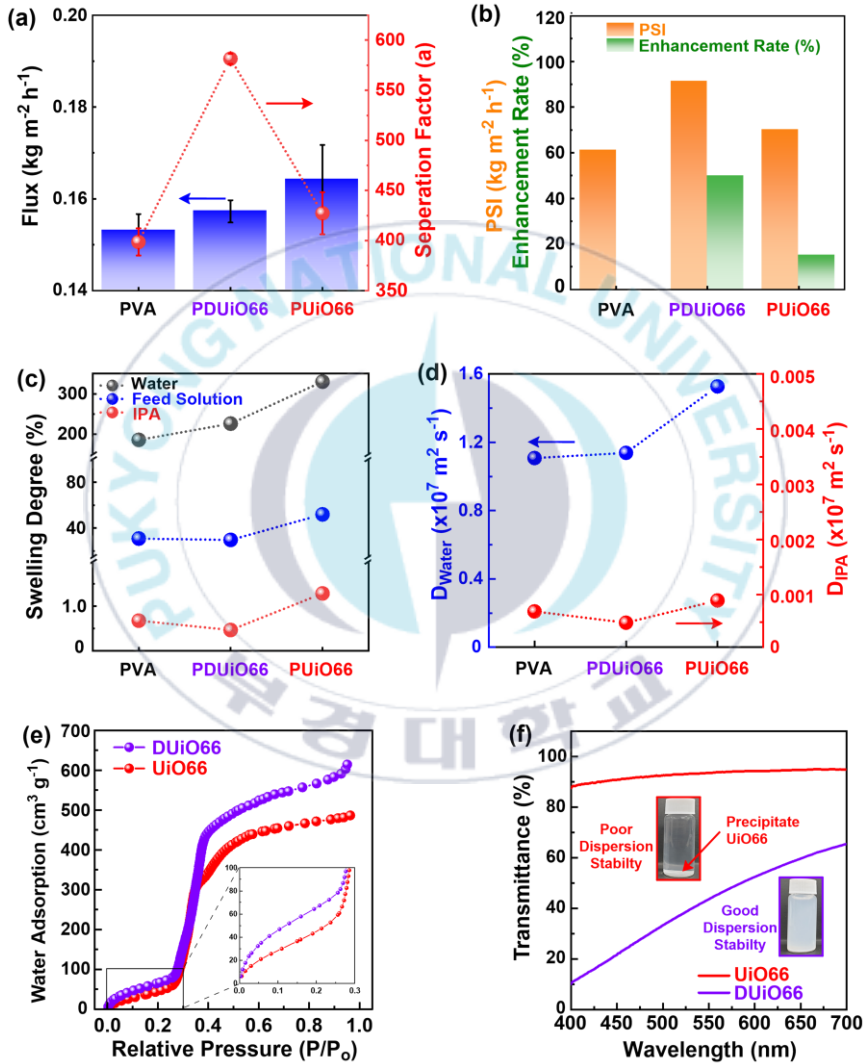 (a)
0.20
0.18
0.16
0.14
Flux (kg m-2 h-1)
600
550
500
450
400
350
Seperation Factor (a)
PVA
PDUiO66
PUiO66
(b)
120
100
80
60
40
20
0
PSI (kg m-2 h-1)
Enhancement Rate (%)
PSI
Enhancement Rate (%)
PVA
PDUiO66
PUiO66
(c)
Water
Feed Solution
IPA
300
200
80
40
1.0
0
Swelling Degree (%)
PVA
PDUiO66
PUiO66
(d)
1.6
1.2
0.8
0.4
0
DWater (x10⁷ m² s-1)
0.005
0.004
0.003
0.002
0.001
0
DIPA (x10⁷ m² s-1)
PVA
PDUiO66
PUiO66
PUKYONG NATIONAL UNIVERSITY
부경대학교
(e)
700
600
500
400
300
200
100
0
Water Adsorption (cm³ g-1)
DUiO66
UiO66
100
80
60
40
20
0
0.0 0.1 0.2 0.3
0.0 0.2 0.4 0.6 0.8 1.0
Relative Pressure (P/Po)
(f)
100
80
60
40
20
0
Transmittance (%)
Poor
Dispersion
Stabilty
Precipitate
UiO66
Good
Dispersion
Stabilty
UiO66
DUiO66
400 450 500 550 600 650 700
Wavelength (nm)